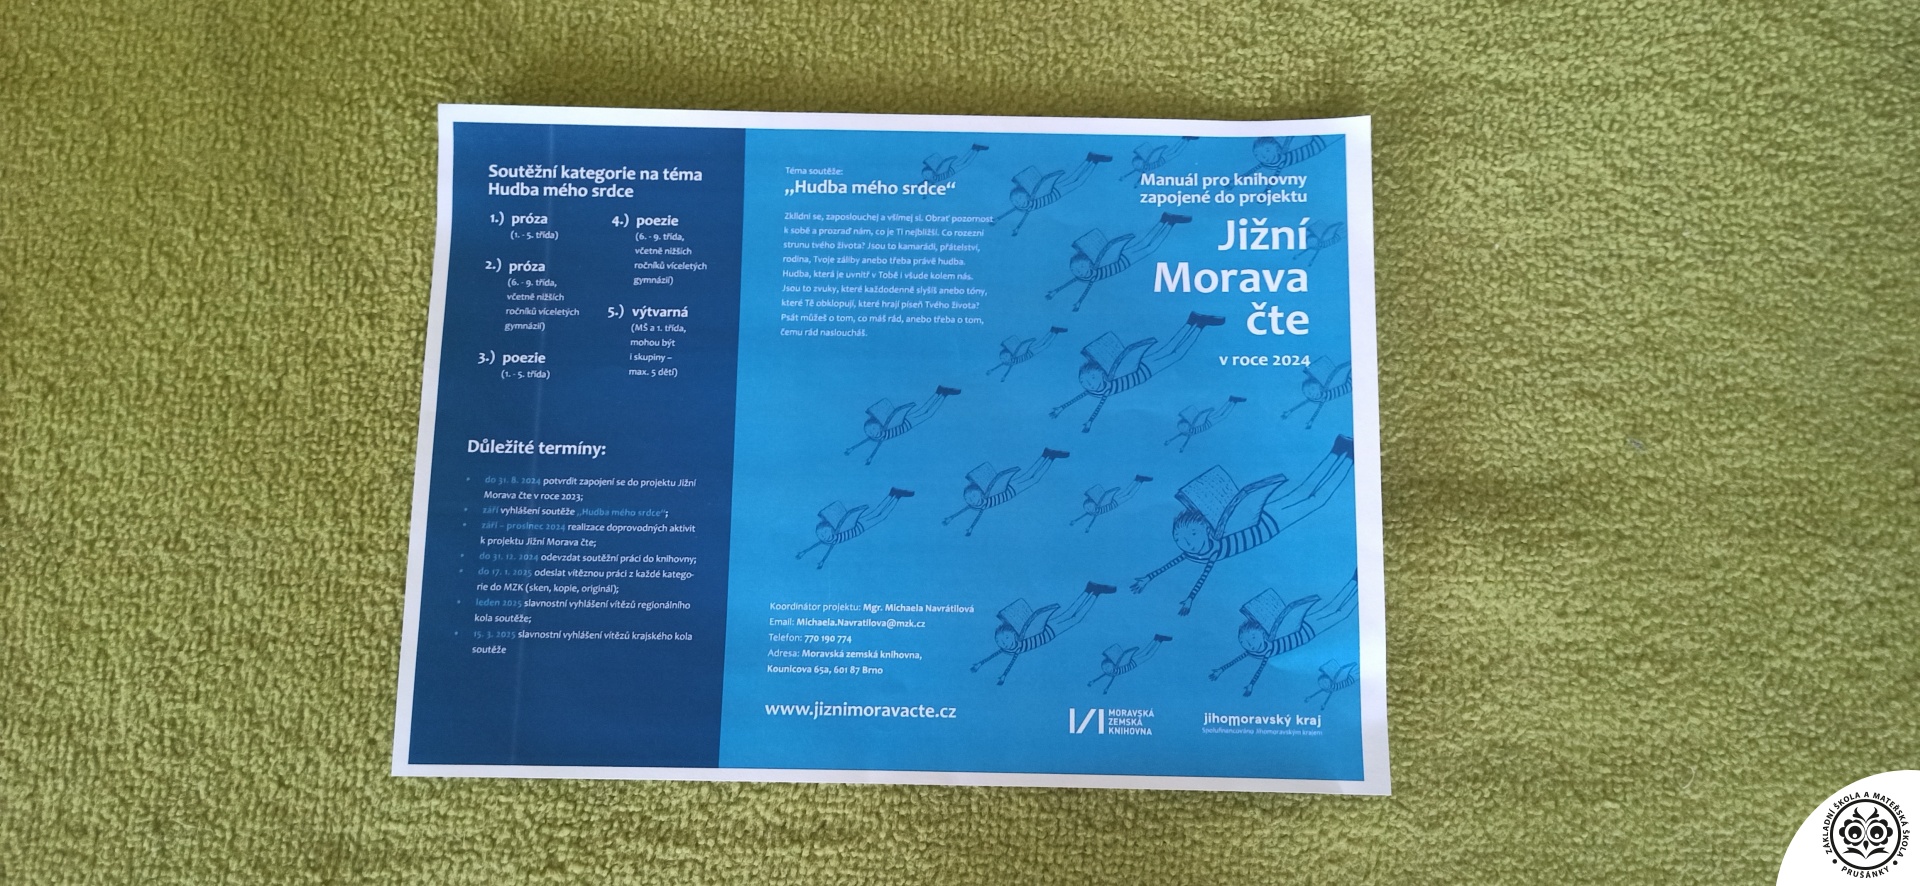 Soutěžní kategorie na téma
Hudba mého srdce
1.) próza
(1. - 5. třída)
2.) próza
(6. - 9. třída,
včetně nižších
ročníků víceletých
gymnázií)
3.) poezie
(1. - 5. třída)
4.) poezie
(6. - 9. třída,
včetně nižších
ročníků víceletých
gymnázií)
5.) výtvarná
(MŠ a 1. třída,
mohou být
i skupiny –
max. 5 dětí)
Důležité termíny:
• do 31. 8. 2024 potvrdit zapojení se do projektu Jižní
Morava čte v roce 2023;
• září vyhlášení soutěže „Hudba mého srdce“;
• září – prosinec 2024 realizace doprovodných aktivit
k projektu Jižní Morava čte;
• do 31. 12. 2024 odevzdat soutěžní práci do knihovny;
• do 17. 1. 2025 odeslat vítěznou práci z každé katego-
rie do MZK (sken, kopie, originál);
• leden 2025 slavnostní vyhlášení vítězů regionálního
kola soutěže;
• 15. 3. 2025 slavnostní vyhlášení vítězů krajského kola
soutěže
Téma soutěže:
„Hudba mého srdce“
Zklidni se, zaposlouchej a všímej si. Obrať pozornost
k sobě a prozraď nám, co je Ti nejbližší. Co rozezní
strunu tvého života? Jsou to kamarádi, přátelství,
rodina, Tvoje záliby anebo třeba právě hudba.
Hudba, která je uvnitř v Tobě i všude kolem nás.
Jsou to zvuky, které každodenně slyšíš anebo tóny,
které Tě obklopují, které hrají píseň Tvého života?
Psát můžeš o tom, co máš rád, anebo třeba o tom,
čemu rád nasloucháš.
Koordinátor projektu: Mgr. Michaela Navrátilová
Email: Michaela.Navratilova@mzk.cz
Telefon: 770 190 774
Adresa: Moravská zemská knihovna,
Kounicova 65a, 601 87 Brno
www.jiznimoravacte.cz
Manuál pro knihovny
zapojené do projektu
Jižní
Morava
čte
v roce 2024
MORAVSKÁ
ZEMSKÁ
KNIHOVNA
jihomoravský kraj
Spolufinancováno Jihomoravským krajem
ZÁKLADNÍ ŠKOLA A MATEŘSKÁ ŠKOLA
• PRUŠÁNKY •